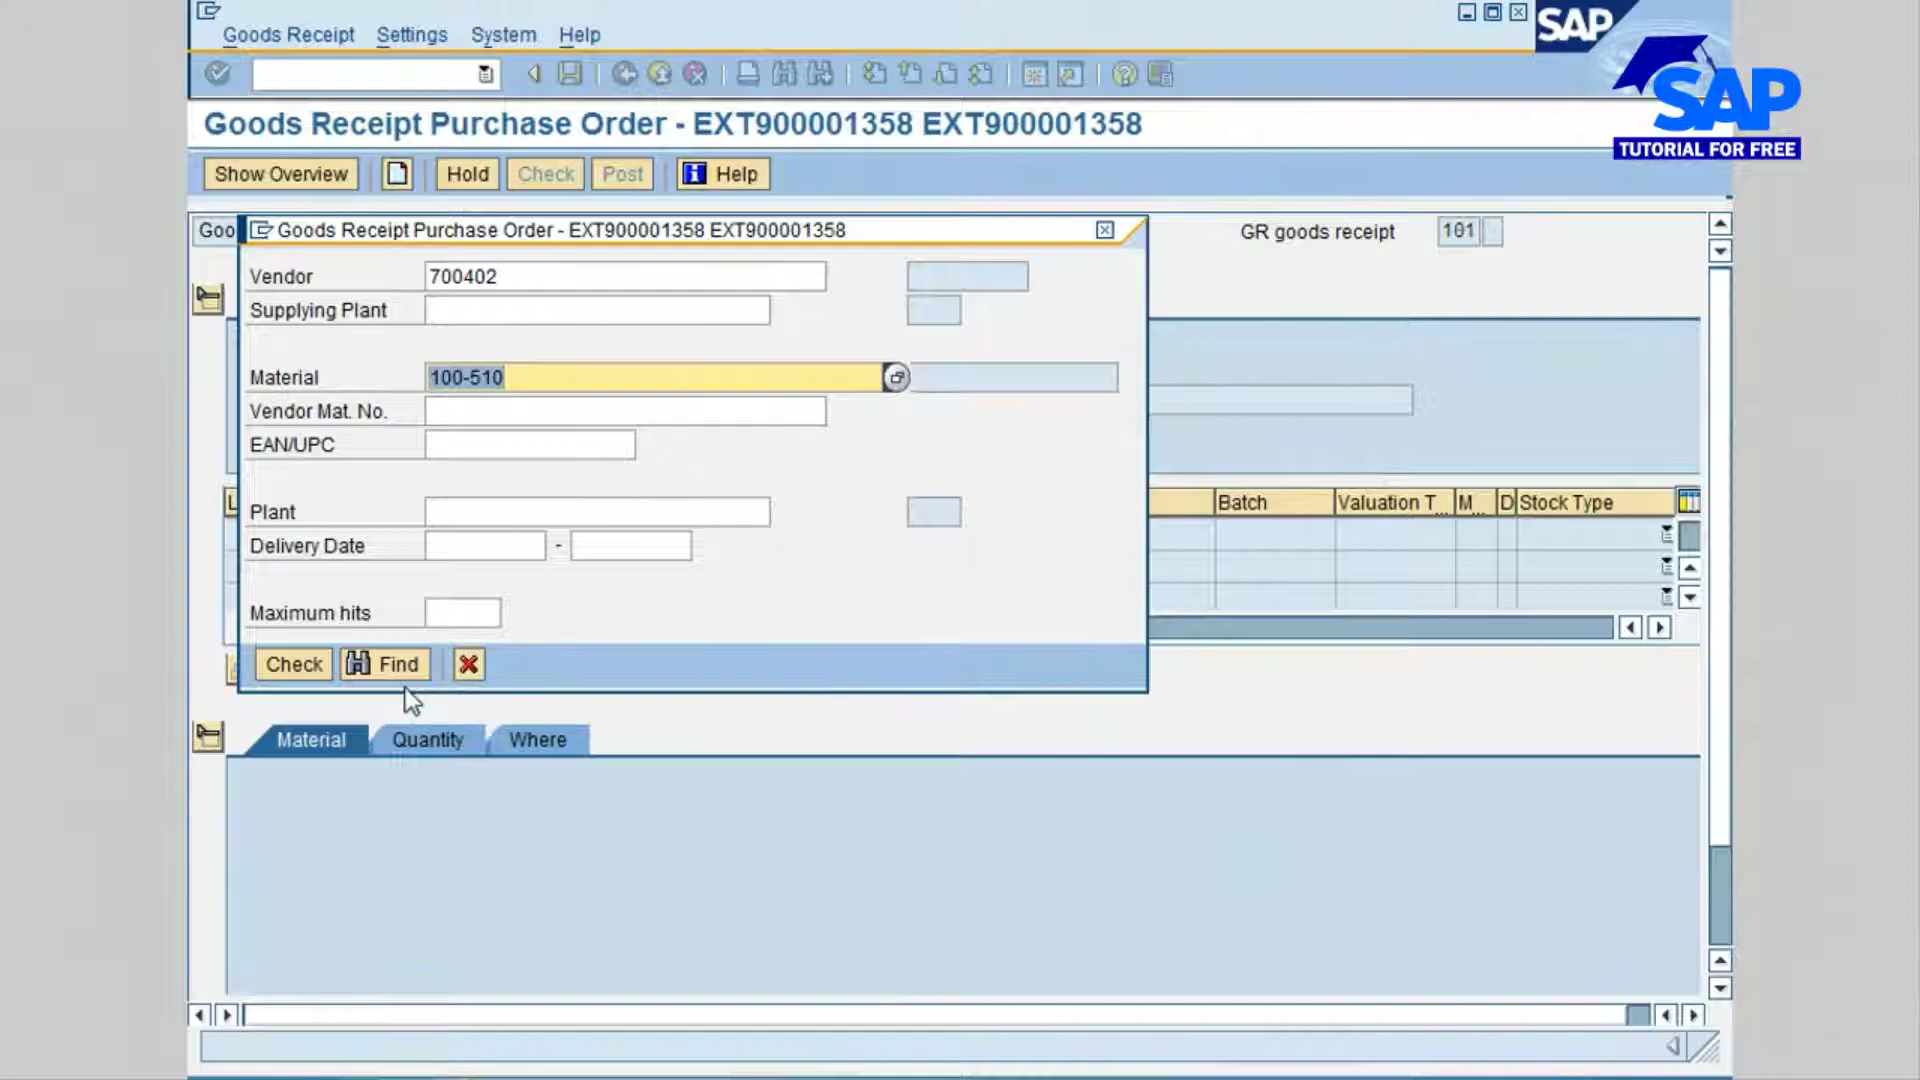 Goods Receipt Settings System Help
SAP
SAP
TUTORIAL FOR FREE
Goods Receipt Purchase Order - EXT900001358 EXT900001358
Show Overview Hold Check Post Help
Goo
Goods Receipt Purchase Order - EXT900001358 EXT900001358
GR goods receipt 101
Vendor 700402
Supplying Plant
Material 100-510
Vendor Mat. No.
EAN/UPC
Plant
Delivery Date -
Batch Valuation T... M... D Stock Type
Maximum hits
Check Find
Material Quantity Where